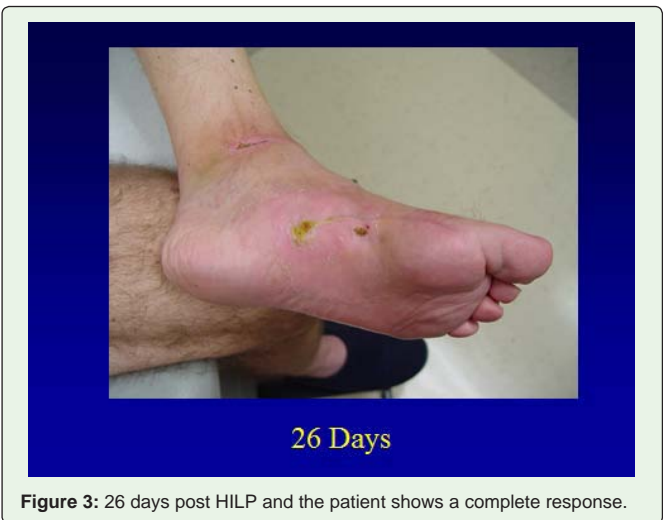 26 Days
Figure 3: 26 days post HILP and the patient shows a complete response.